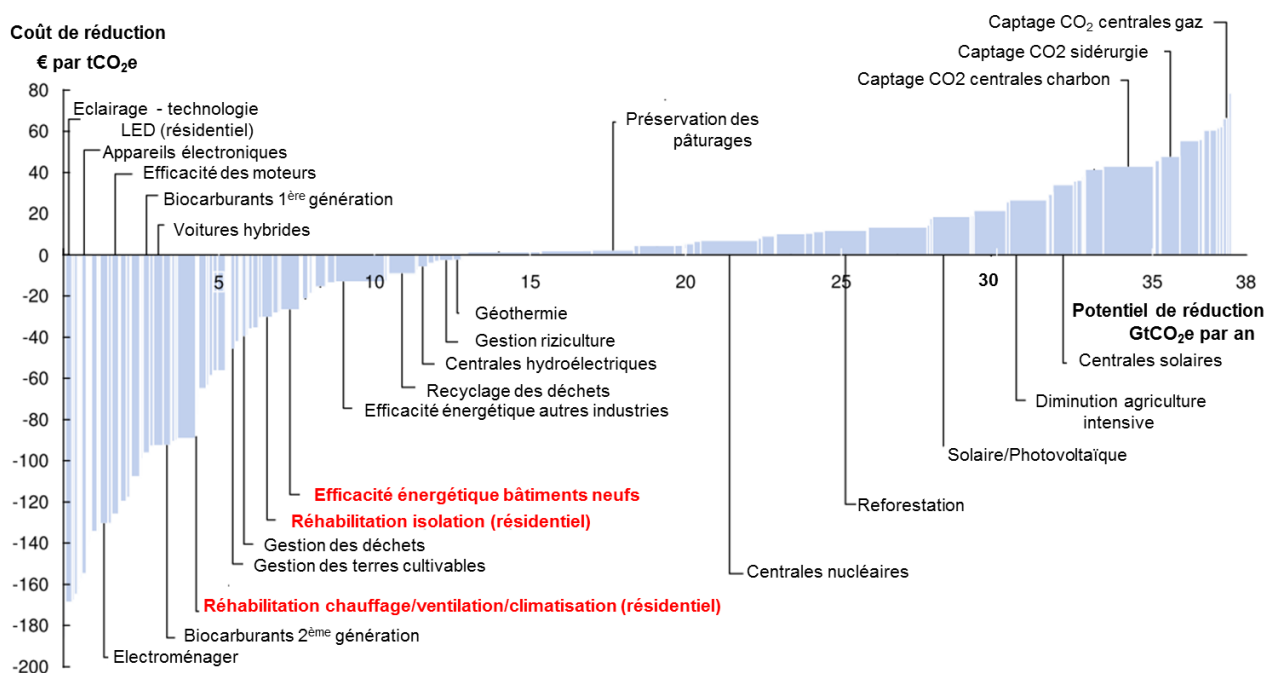 Captage CO₂ centrales gaz
Coût de réduction
Captage CO2 sidérurgie
€ par tCO₂e
Captage CO2 centrales charbon
80
Eclairage - technologie
LED (résidentiel)
Préservation des
pâturages
60
Appareils électroniques
40
Efficacité des moteurs
Biocarburants 1ère génération
20
Voitures hybrides
0
5
10
15
20
25
30
35
38
-20
Potentiel de réduction
GtCO₂e par an
Géothermie
-40
Gestion riziculture
Centrales hydroélectriques
Centrales solaires
-60
Recyclage des déchets
Efficacité énergétique autres industries
Diminution agriculture
intensive
-80
-100
Solaire/Photovoltaïque
Efficacité énergétique bâtiments neufs
-120
Reforestation
Réhabilitation isolation (résidentiel)
-140
Gestion des déchets
Gestion des terres cultivables
Centrales nucléaires
-160
Réhabilitation chauffage/ventilation/climatisation (résidentiel)
-180
Biocarburants 2ème génération
Electroménager
-200